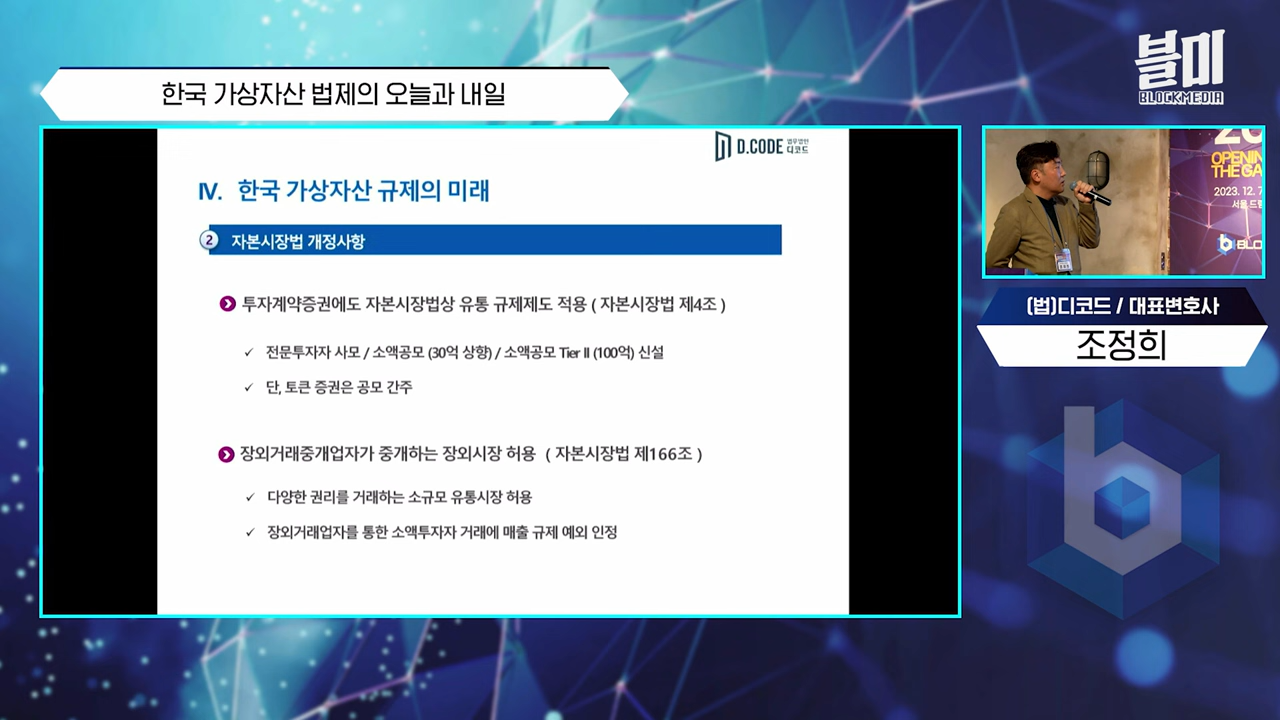 한국 가상자산 법제의 오늘과 내일
블미
BLOCKMEDIA
D.CODE 법무법인 디코드
Ⅳ. 한국 가상자산 규제의 미래
2 자본시장법 개정사항
투자계약증권에도 자본시장법상 유통 규제제도 적용 ( 자본시장법 제4조 )
✓ 전문투자자 사모 / 소액공모 (30억 상향) / 소액공모 Tier Ⅱ (100억) 신설
✓ 단, 토큰 증권은 공모 간주
장외거래중개업자가 중개하는 장외시장 허용 ( 자본시장법 제166조 )
✓ 다양한 권리를 거래하는 소규모 유통시장 허용
✓ 장외거래업자를 통한 소액투자자 거래에 매출 규제 예외 인정
OPENIN
THE GA
2023. 12. 7
서울 드
BLO
(법)디코드 / 대표변호사
조정희